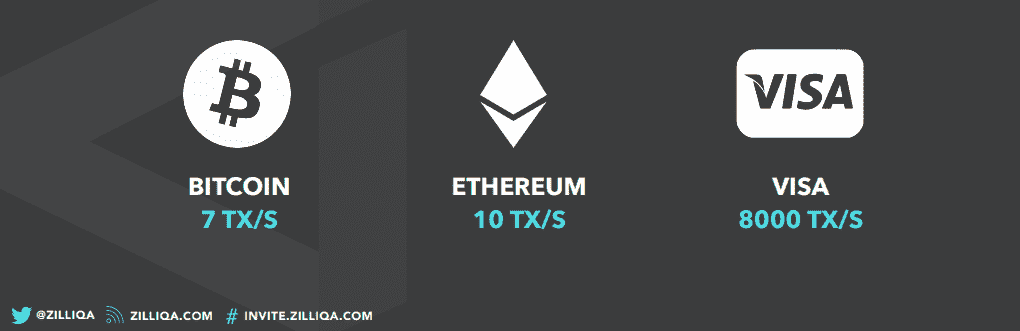 VISA
BITCOIN
7 TX/S
ETHEREUM
10 TX/S
VISA
8000 TX/S
@ZILLIQA
ZILLIQA.COM
# INVITE.ZILLIQA.COM